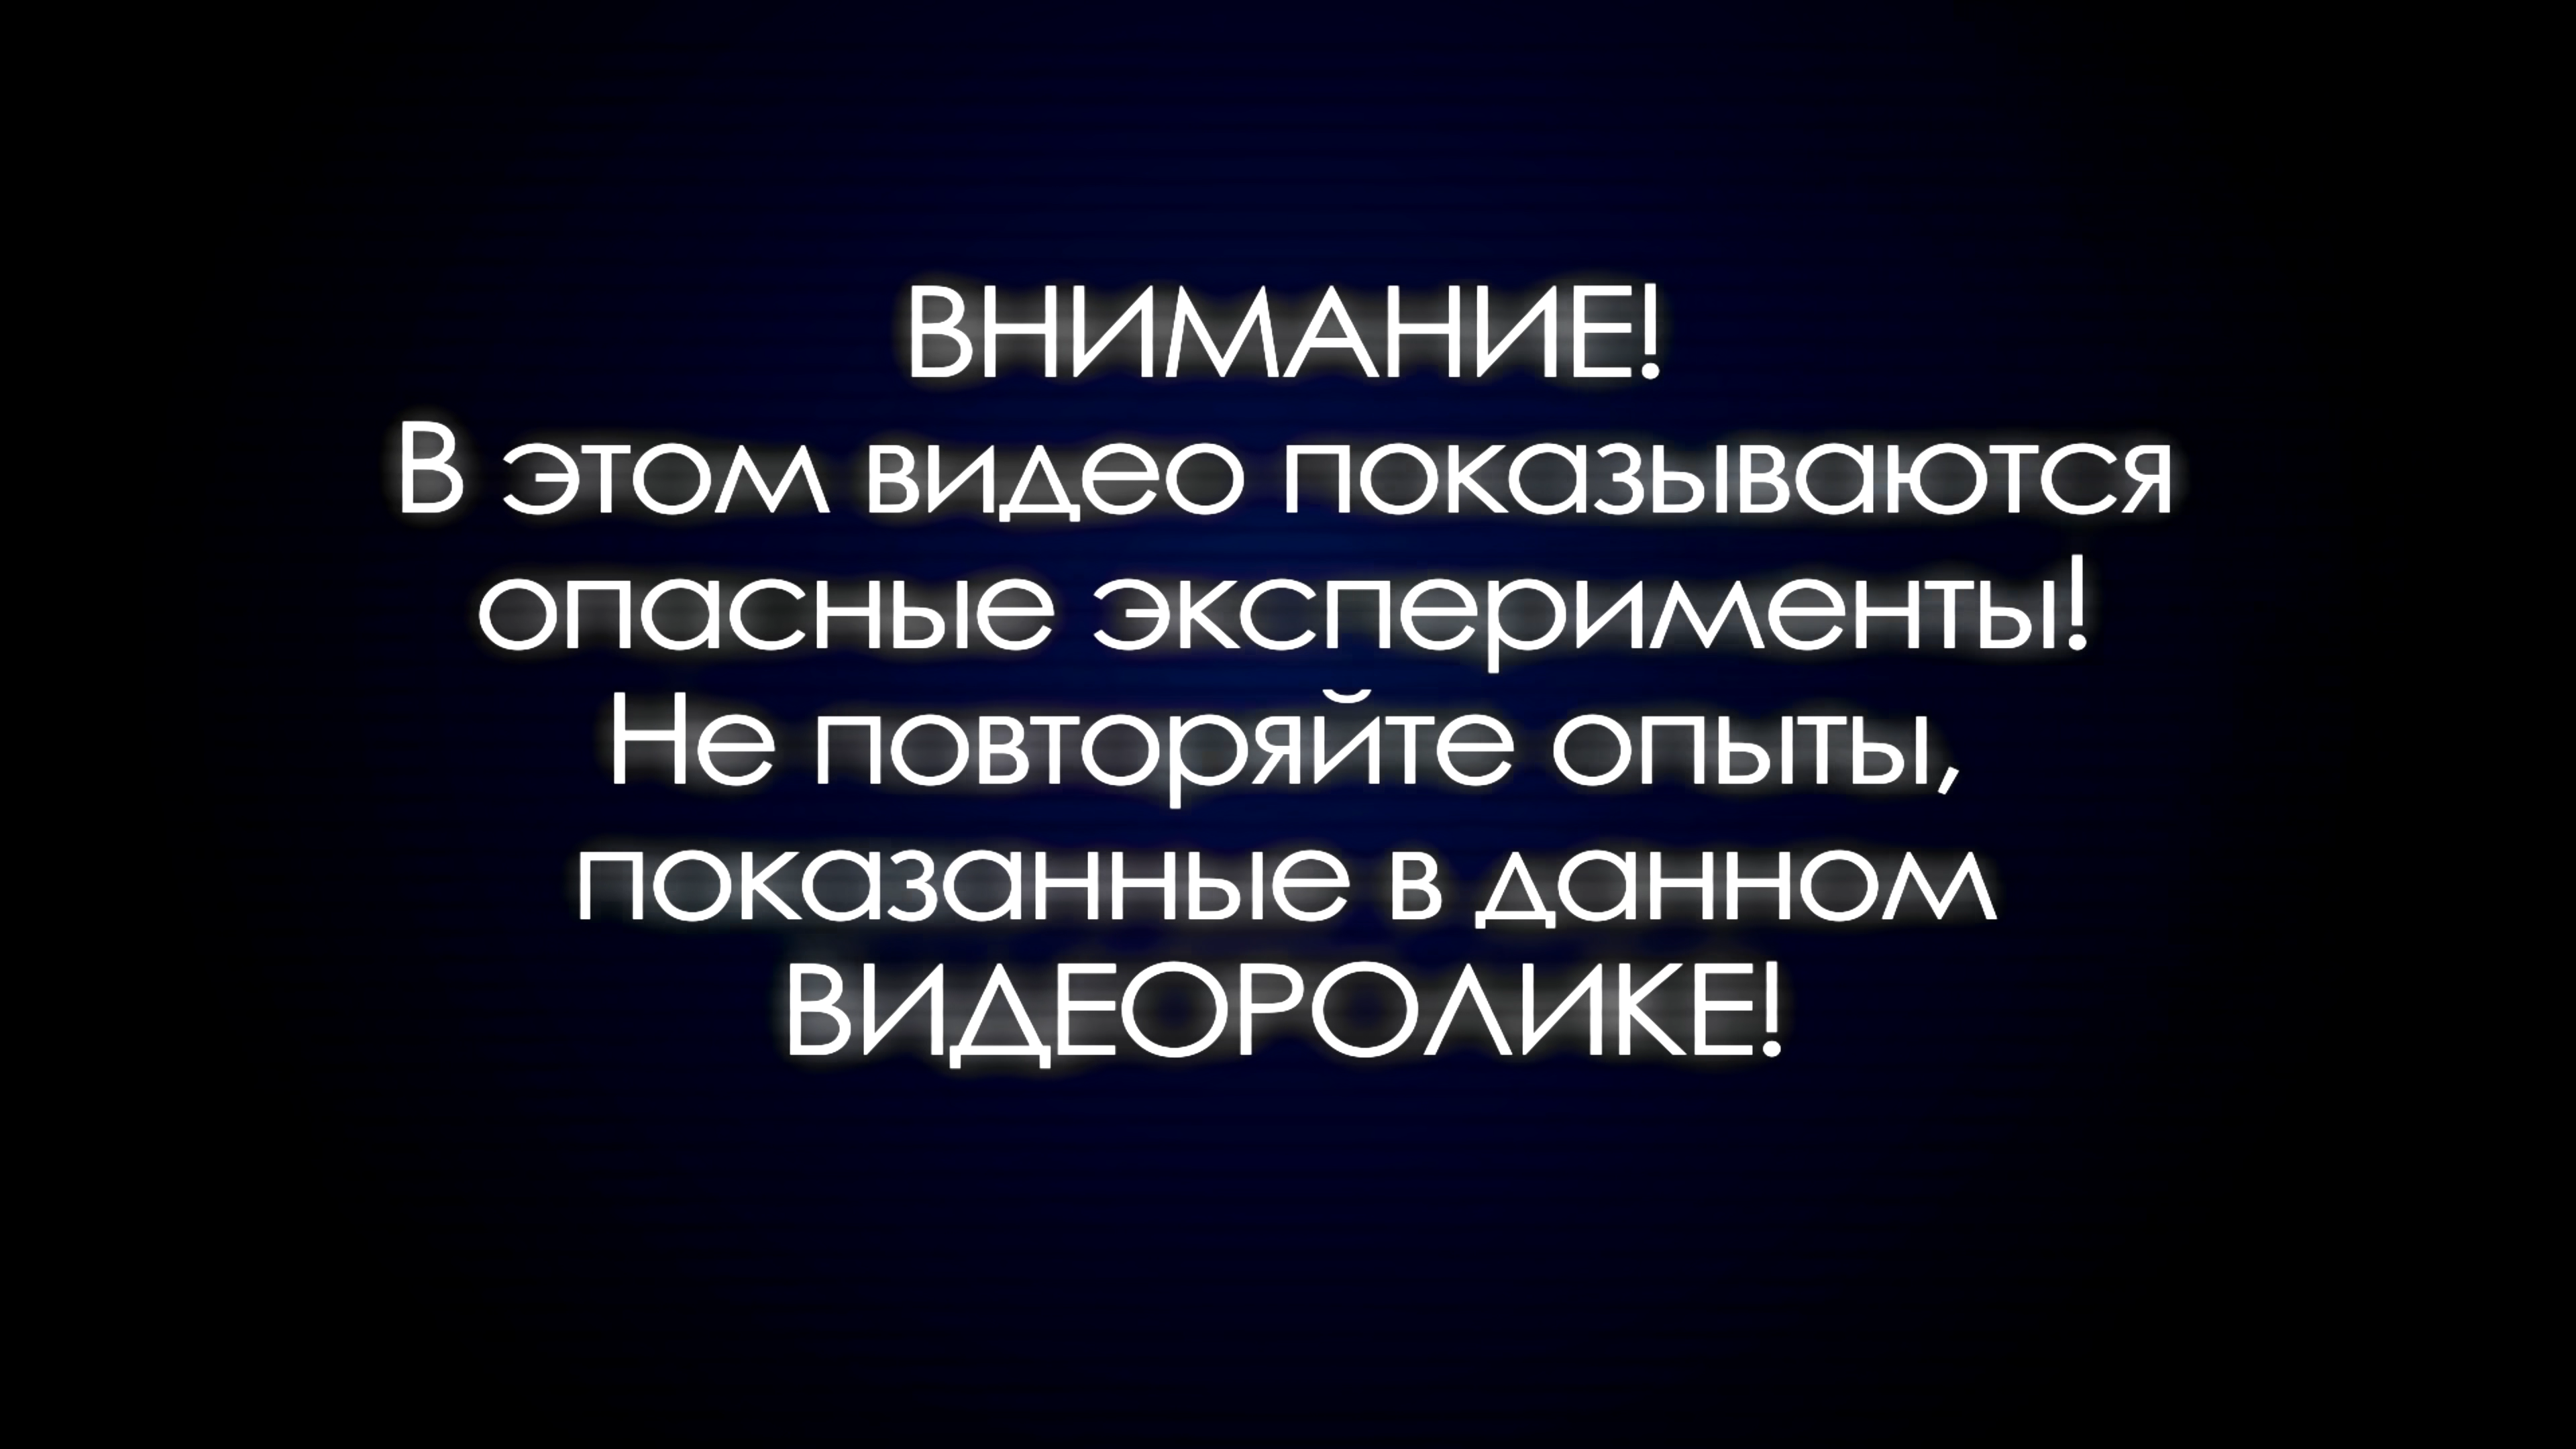 ВНИМАНИЕ!
В этом видео показываются
опасные эксперименты!
Не повторяйте опыты,
показанные в данном
ВИДЕОРОЛИКЕ!